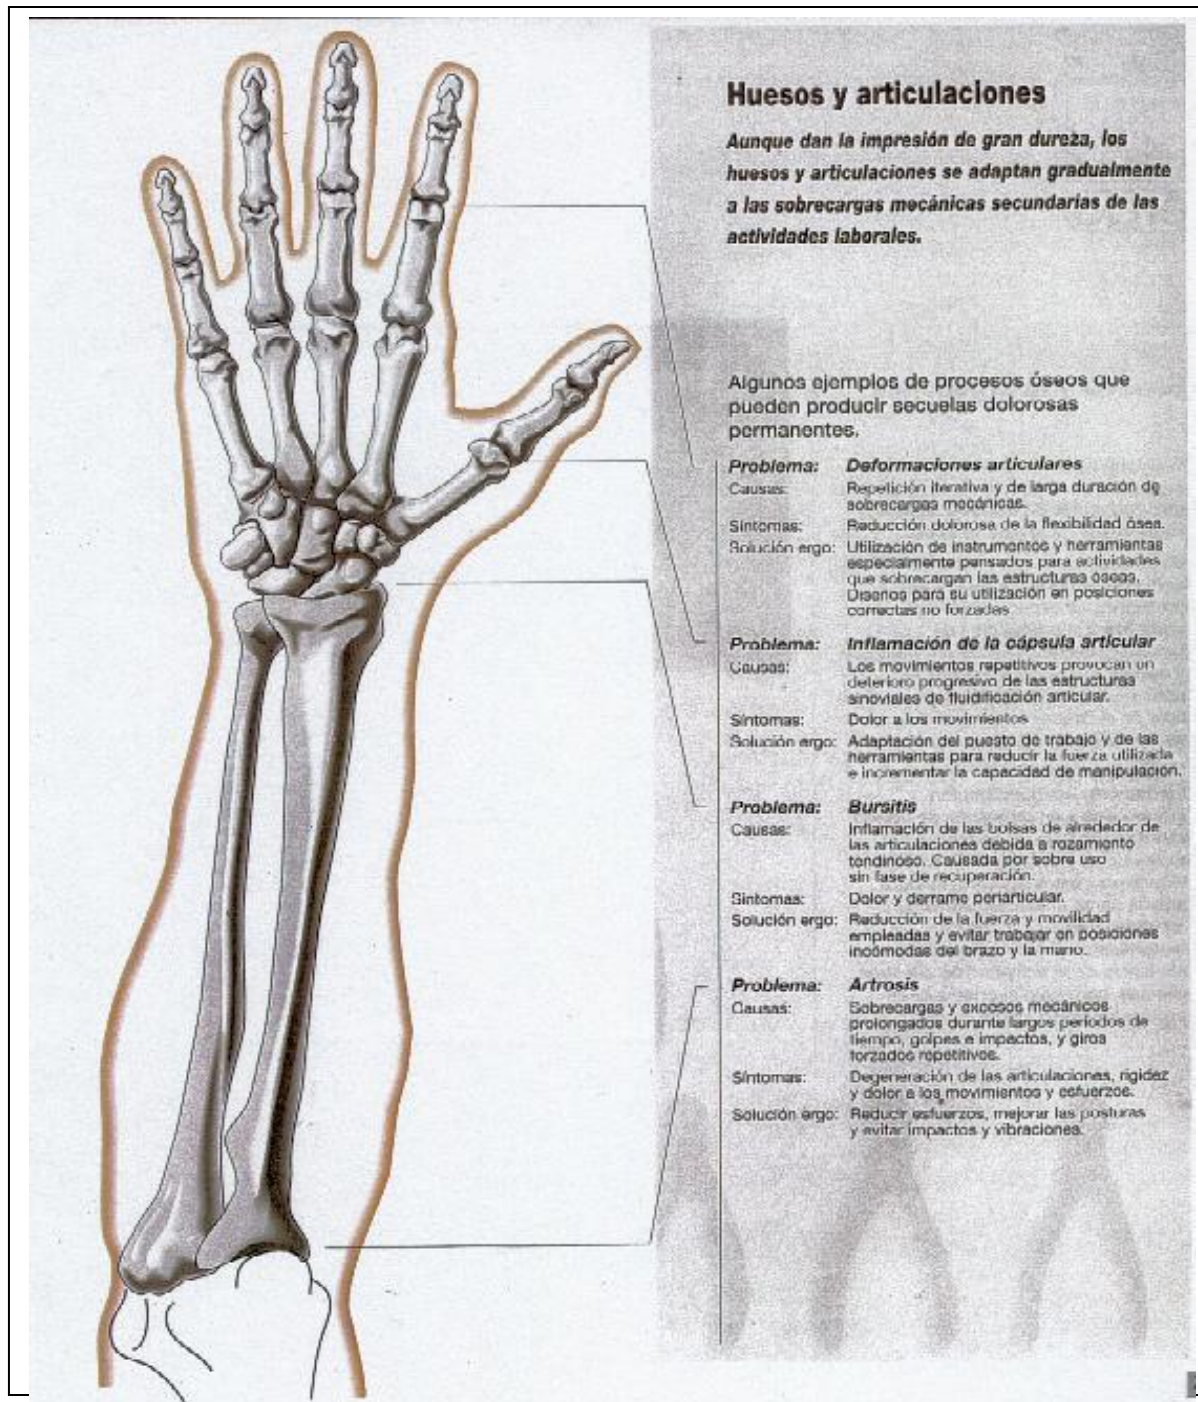 Huesos y articulaciones
Aunque dan la impresión de gran dureza, los
huesos y articulaciones se adaptan gradualmente
a las sobrecargas mecánicas secundarias de las
actividades laborales.
Algunos ejemplos de procesos óseos que
pueden producir secuelas dolorosas
permanentes.
Problema: Deformaciones articulares
Causas: Repetición iterativa y de larga duración de
sobrecargas mecánicas.
Síntomas: Reducción dolorosa de la flexibilidad ósea.
Solución ergo: Utilización de instrumentos y herramientas
especialmente pensados para actividades
que sobrecargan las estructuras óseas.
Diseños para su utilización en posiciones
correctas no forzadas
Problema: Inflamación de la cápsula articular
Causas: Los movimientos repetitivos provocan un
deterioro progresivo de las estructuras
sinoviales de fluidificación articular.
Síntomas: Dolor a los movimientos
Solución ergo: Adaptación del puesto de trabajo y de las
herramientas para reducir la fuerza utilizada
e incrementar la capacidad de manipulación.
Problema: Bursitis
Causas: Inflamación de las bolsas de alrededor de
las articulaciones debida a rozamiento
tendinoso. Causada por sobre uso
sin fase de recuperación.
Síntomas: Dolor y derrame periarticular.
Solución ergo: Reducción de la fuerza y movilidad
empleadas y evitar trabajar en posiciones
incómodas del brazo y la mano.
Problema: Artrosis
Causas: Sobrecargas y excesos mecánicos
prolongados durante largos períodos de
tiempo, golpes e impactos, y giros
forzados repetitivos.
Síntomas: Degeneración de las articulaciones, rigidez
y dolor a los movimientos y esfuerzos.
Solución ergo: Reducir esfuerzos, mejorar las posturas
y evitar impactos y vibraciones.